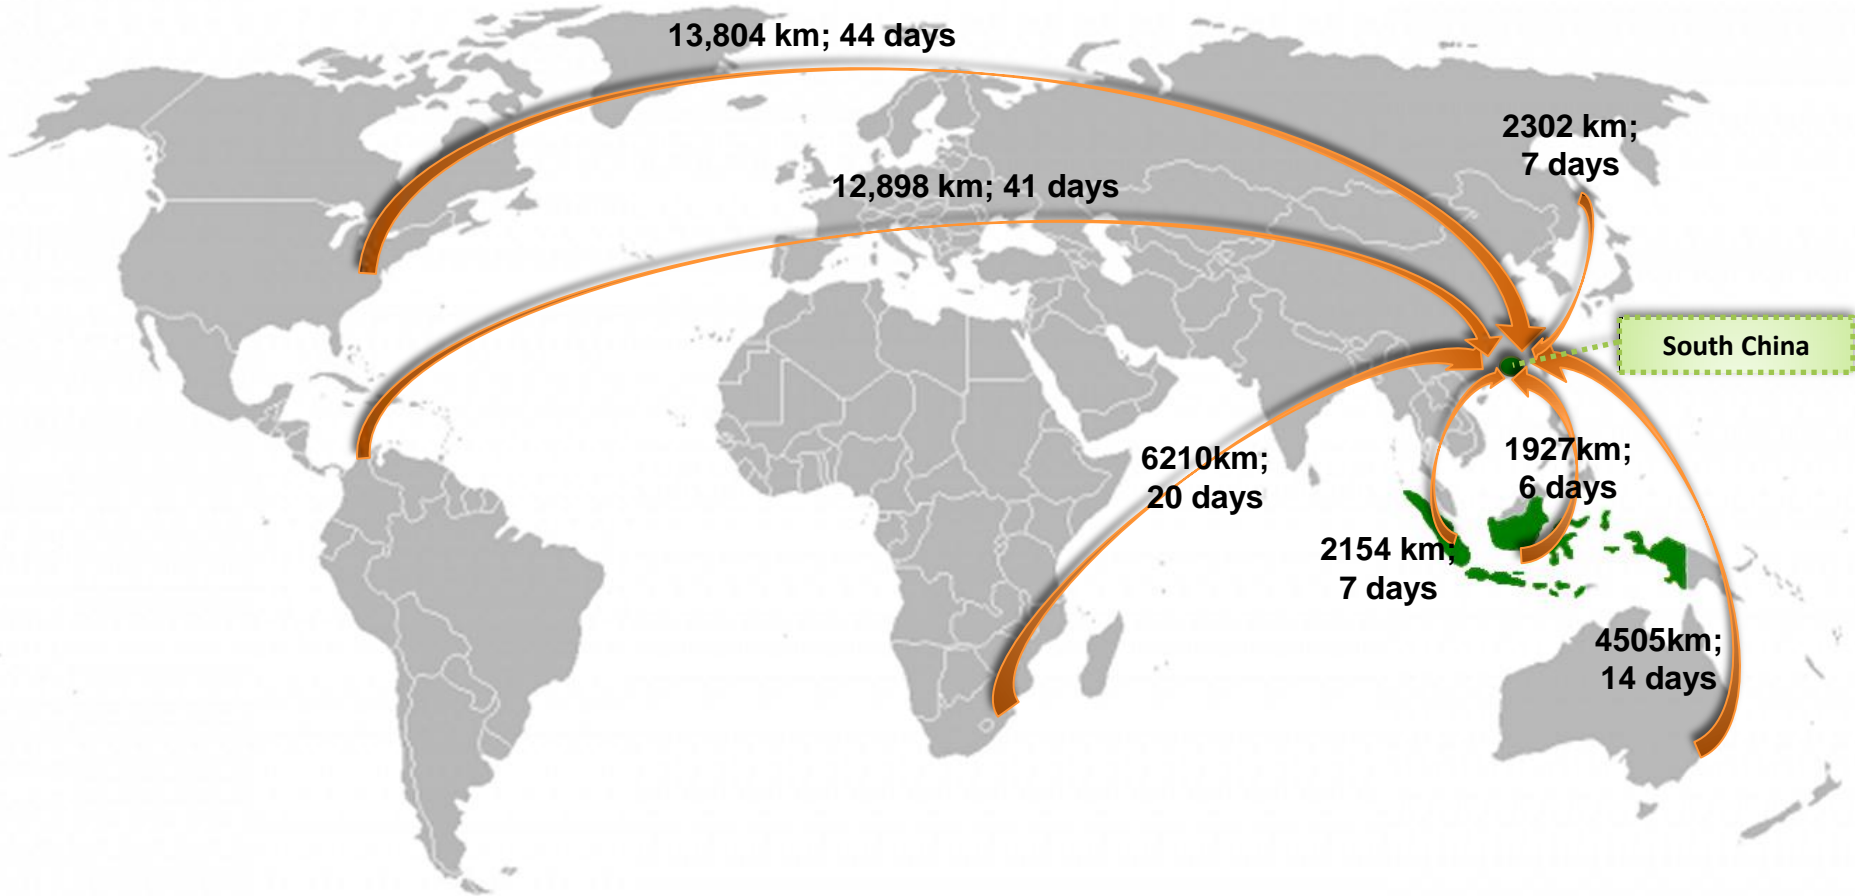 13,804 km; 44 days
2302 km;
7 days
12,898 km; 41 days
South China
6210km;
20 days
1927km;
6 days
2154 km;
7 days
4505km;
14 days